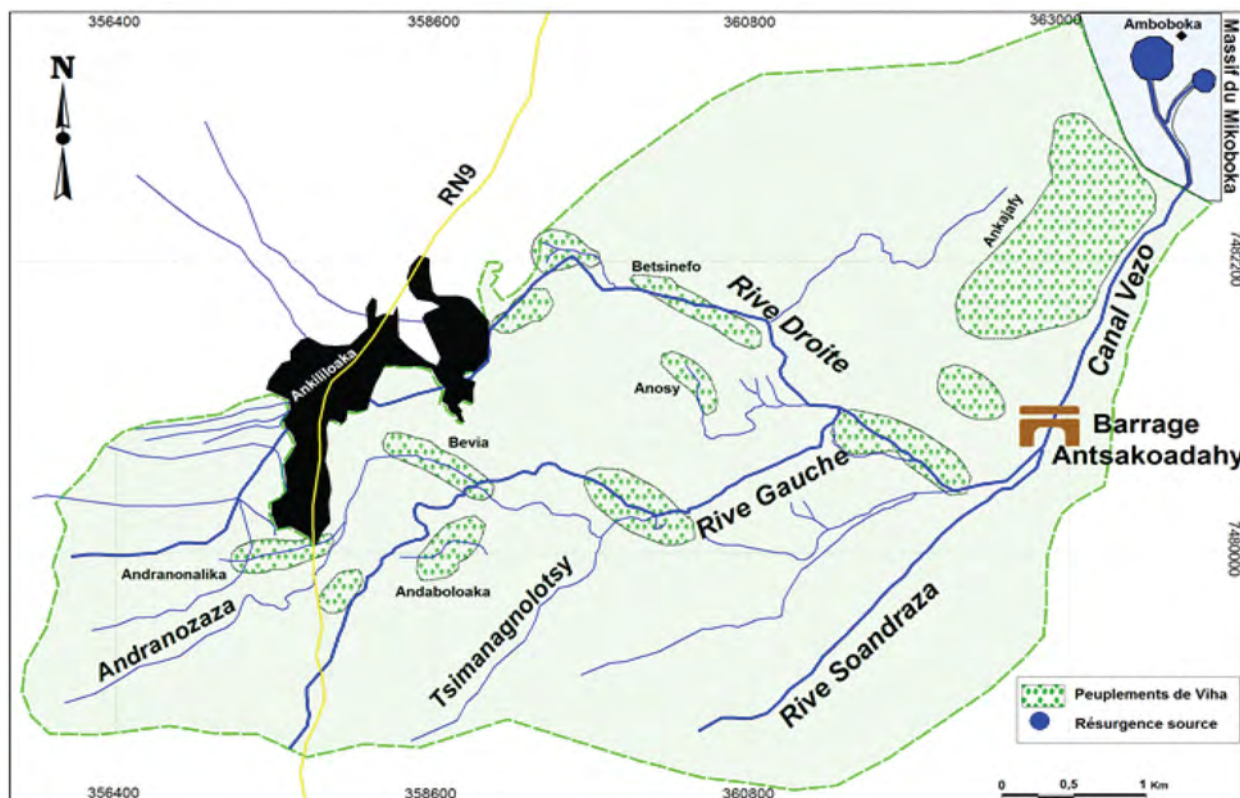 356400
358600
360800
363000
Amboboka
Massif du Mikoboka
N
RN9
Ankajafy
7482200
Betsinefo
Rive Droite
Canal Vezo
Ankililoaka
Anosy
Barrage
Antsakoadahy
Bevia
Rive Gauche
7480000
Andranonalika
Andaboloaka
Andranozaza
Tsimanagnolotsy
Rive Soandraza
Peuplements de Viha
Résurgence source
0 0,5 1 Km
356400
358600
360800